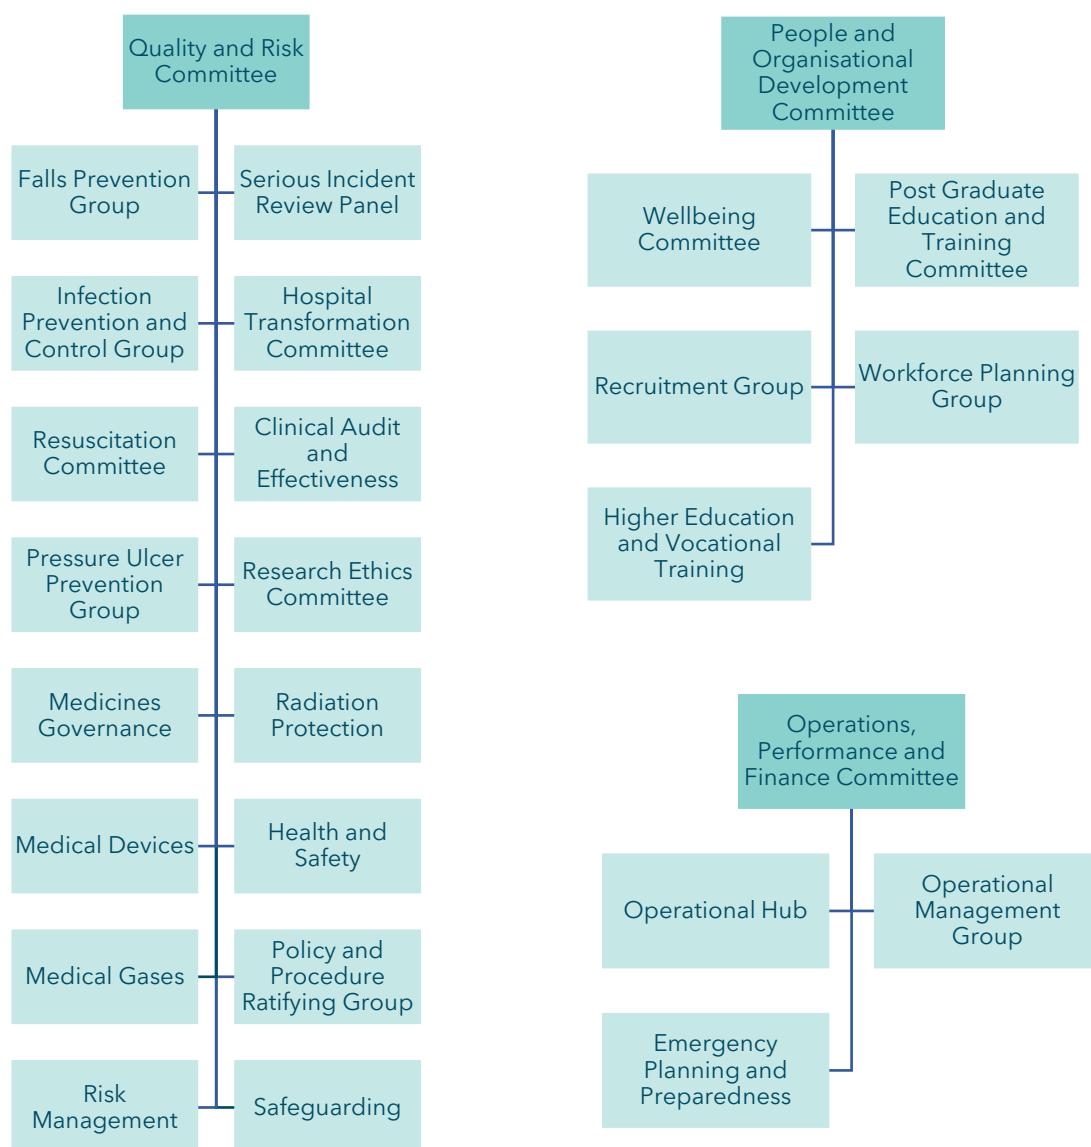 Quality and Risk
Committee
Falls Prevention
Group
Serious Incident
Review Panel
Infection
Prevention and
Control Group
Hospital
Transformation
Committee
Resuscitation
Committee
Clinical Audit
and
Effectiveness
Pressure Ulcer
Prevention
Group
Research Ethics
Committee
Medicines
Governance
Radiation
Protection
Medical Devices
Health and
Safety
Medical Gases
Policy and
Procedure
Ratifying Group
Risk
Management
Safeguarding
People and
Organisational
Development
Committee
Wellbeing
Committee
Post Graduate
Education and
Training
Committee
Recruitment Group
Workforce Planning
Group
Higher Education
and Vocational
Training
Operations,
Performance and
Finance Committee
Operational Hub
Operational
Management
Group
Emergency
Planning and
Preparedness